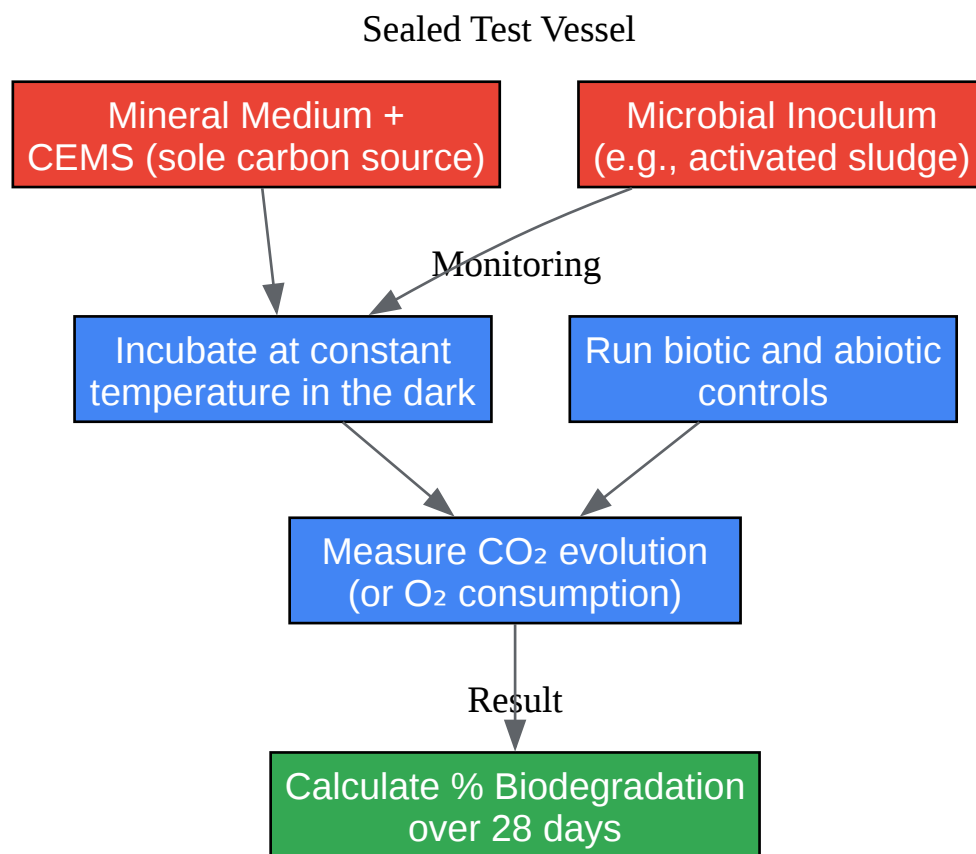 Sealed Test Vessel
Mineral Medium +
CEMS (sole carbon source)
Microbial Inoculum
(e.g., activated sludge)
Monitoring
Incubate at constant
temperature in the dark
Run biotic and abiotic
controls
Measure CO₂ evolution
(or O₂ consumption)
Result
Calculate % Biodegradation
over 28 days